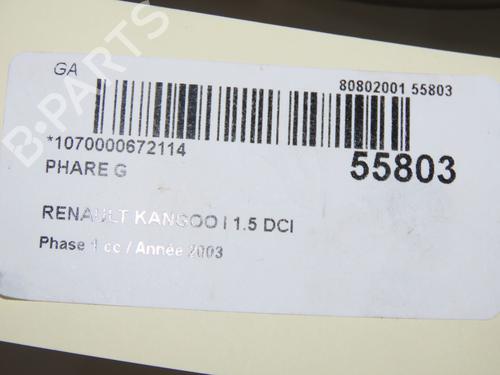 GA
80802001 55803
*1070000672114
55803
PHARE G
RENAULT KANGOO I 1.5 DCI
Phase 1 cc / Année 2003
B-PARTS